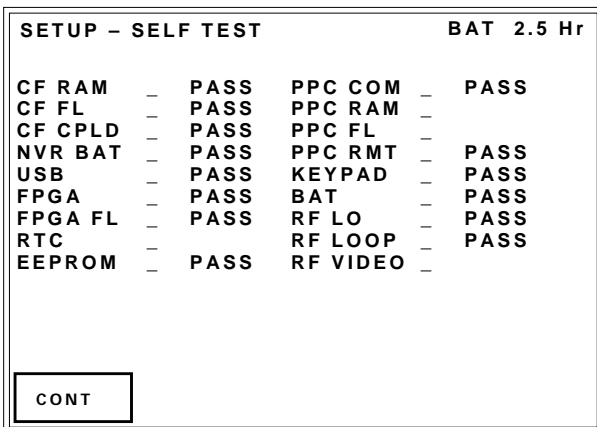 SETUP – SELF TEST BAT 2.5 Hr
CF RAM _ PASS PPC COM _ PASS
CF FL _ PASS PPC RAM _
CF CPLD _ PASS PPC FL _
NVR BAT _ PASS PPC RMT _ PASS
USB _ PASS KEYPAD _ PASS
FPGA _ PASS BAT _ PASS
FPGA FL _ PASS RF LO _ PASS
RTC _ RF LOOP _ PASS
EEPROM _ PASS RF VIDEO _
CONT